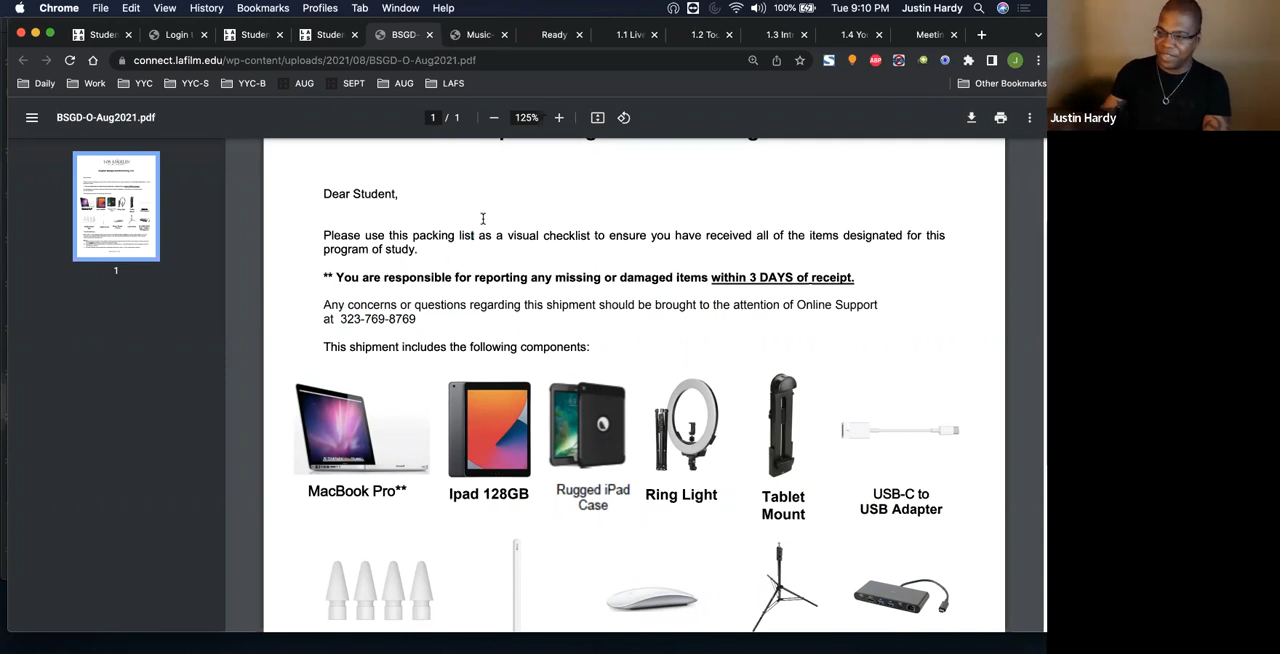 Chrome File Edit View History Bookmarks Profiles Tab Window Help 100% Tue 9:10 PM Justin Hardy
Studen Login Studen Studen BSGD- Music- Ready 1.1 Live 1.2 Too 1.3 Intr 1.4 Yo Meetin
connect.lafilm.edu/wp-content/uploads/2021/08/BSGD-O-Aug2021.pdf ABP J
Daily Work YYC YYC-S YYC-B AUG SEPT AUG LAFS Other Bookmarks
BSGD-O-Aug2021.pdf 1 / 1 125%
Justin Hardy
Dear Student,
Please use this packing list as a visual checklist to ensure you have received all of the items designated for this
program of study.
** You are responsible for reporting any missing or damaged items within 3 DAYS of receipt.
Any concerns or questions regarding this shipment should be brought to the attention of Online Support
at 323-769-8769
This shipment includes the following components:
1
MacBook Pro**
Ipad 128GB
Rugged iPad
Case
Ring Light
Tablet
Mount
USB-C to
USB Adapter